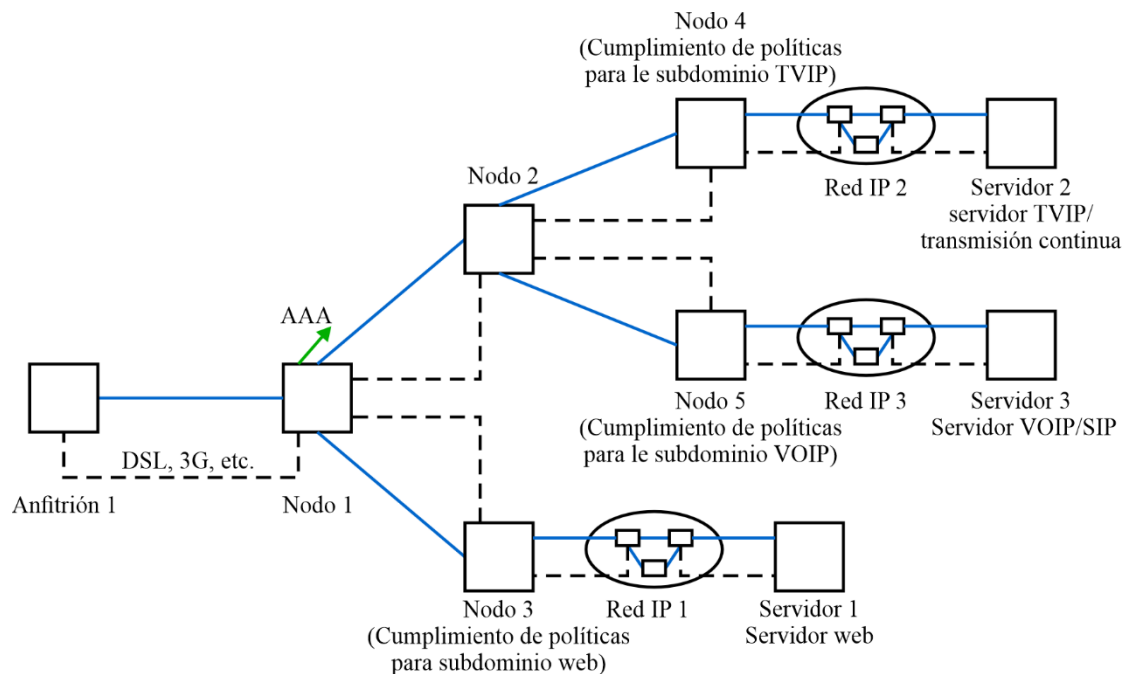 Nodo 4
(Cumplimiento de políticas
para le subdominio TVIP)
Nodo 2
Red IP 2
Servidor 2
servidor TVIP/
transmisión continua
AAA
Nodo 5
(Cumplimiento de políticas
para le subdominio VOIP)
Red IP 3
Servidor 3
Servidor VOIP/SIP
DSL, 3G, etc.
Anfitrión 1
Nodo 1
Nodo 3
(Cumplimiento de políticas
para subdominio web)
Red IP 1
Servidor 1
Servidor web